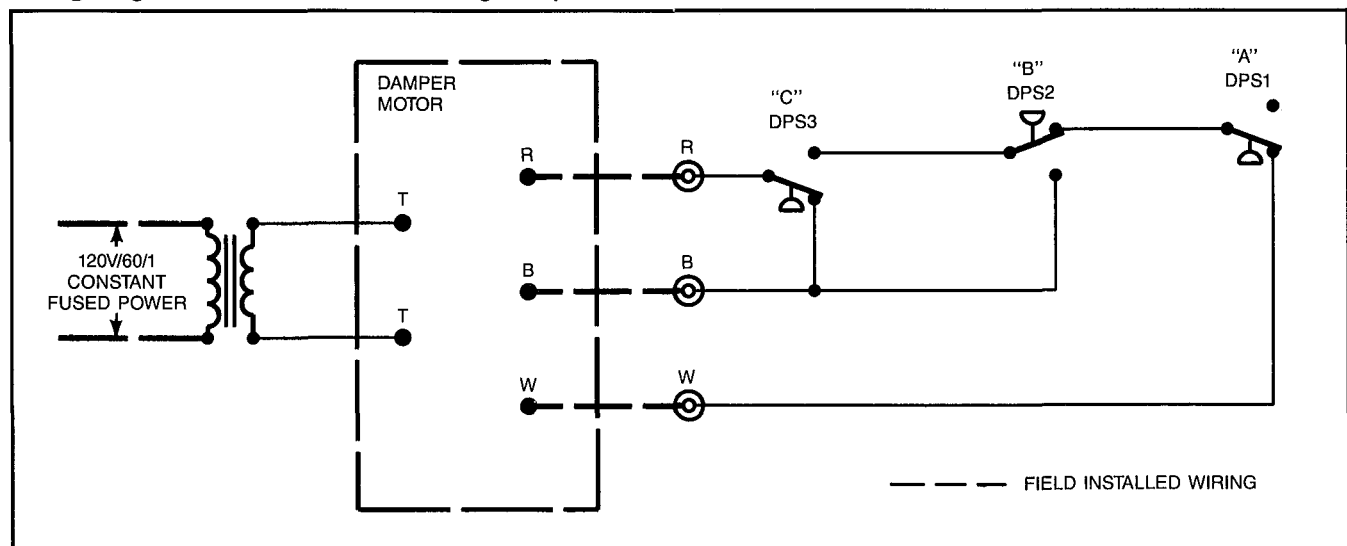 DAMPER
MOTOR
"C"
DPS3
"B"
DPS2
"A"
DPS1
R
R
T
120V/60/1
CONSTANT
FUSED POWER
B
B
T
W
W
FIELD INSTALLED WIRING